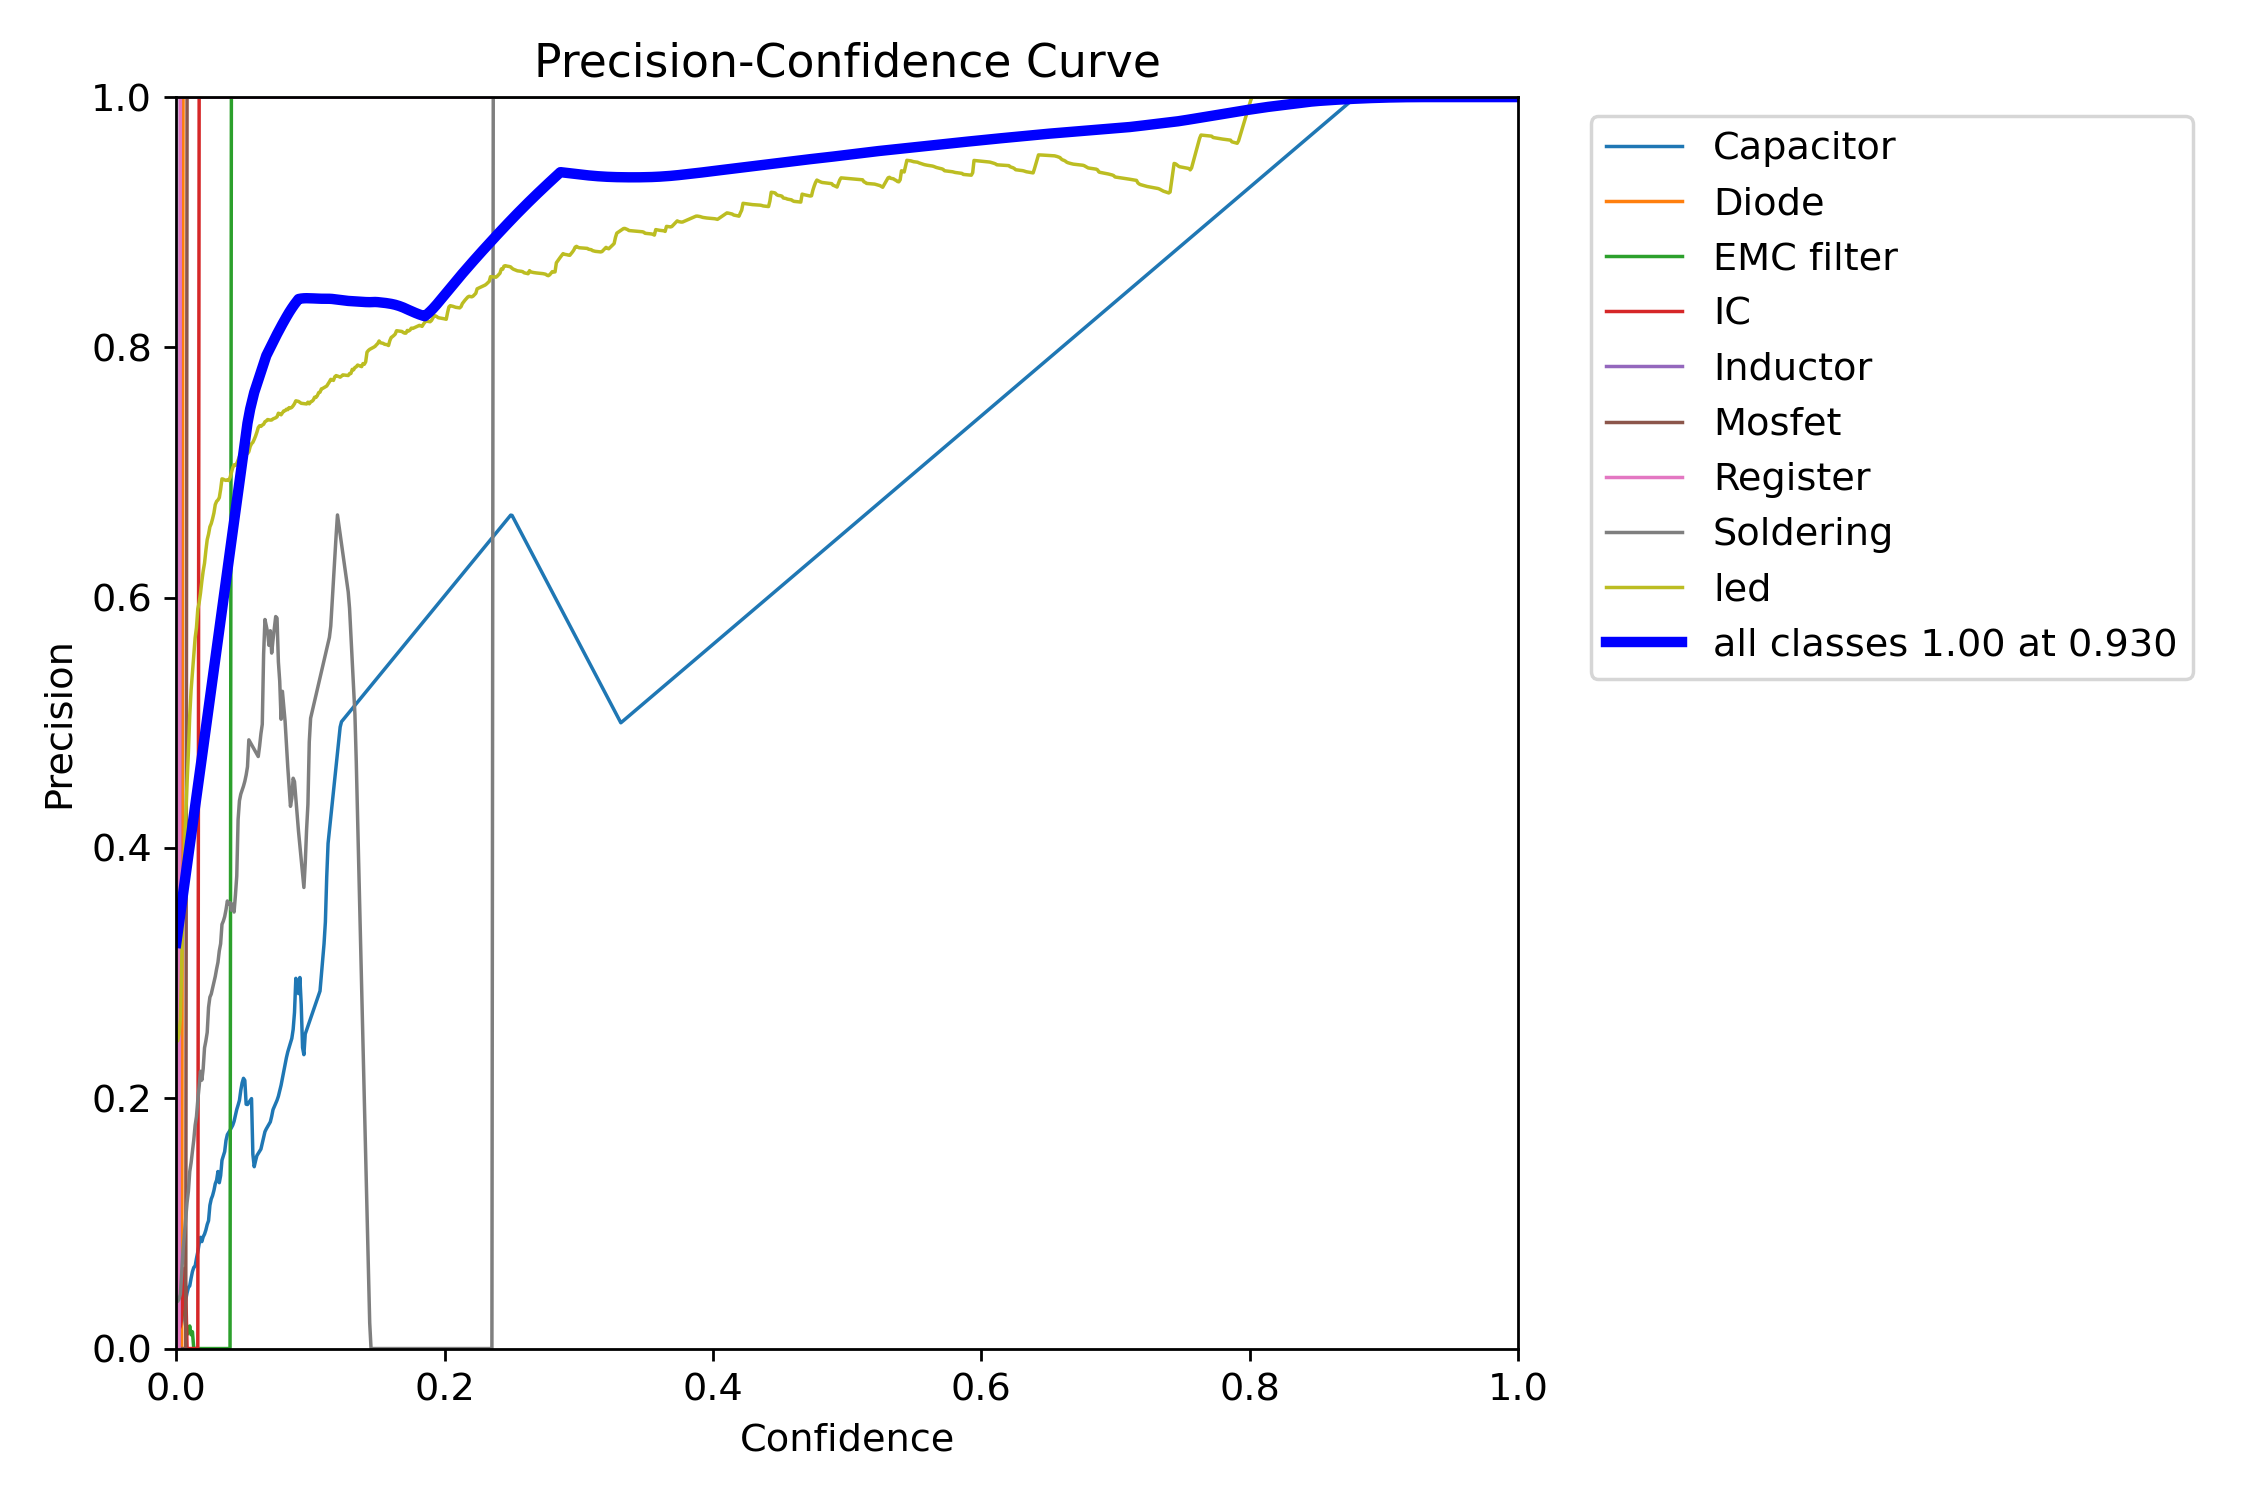 Precision-Confidence Curve
1.0
0.8
0.6
0.4
0.2
0.0
Precision
0.0 0.2 0.4 0.6 0.8 1.0
Confidence
Capacitor
Diode
EMC filter
IC
Inductor
Mosfet
Register
Soldering
led
all classes 1.00 at 0.930